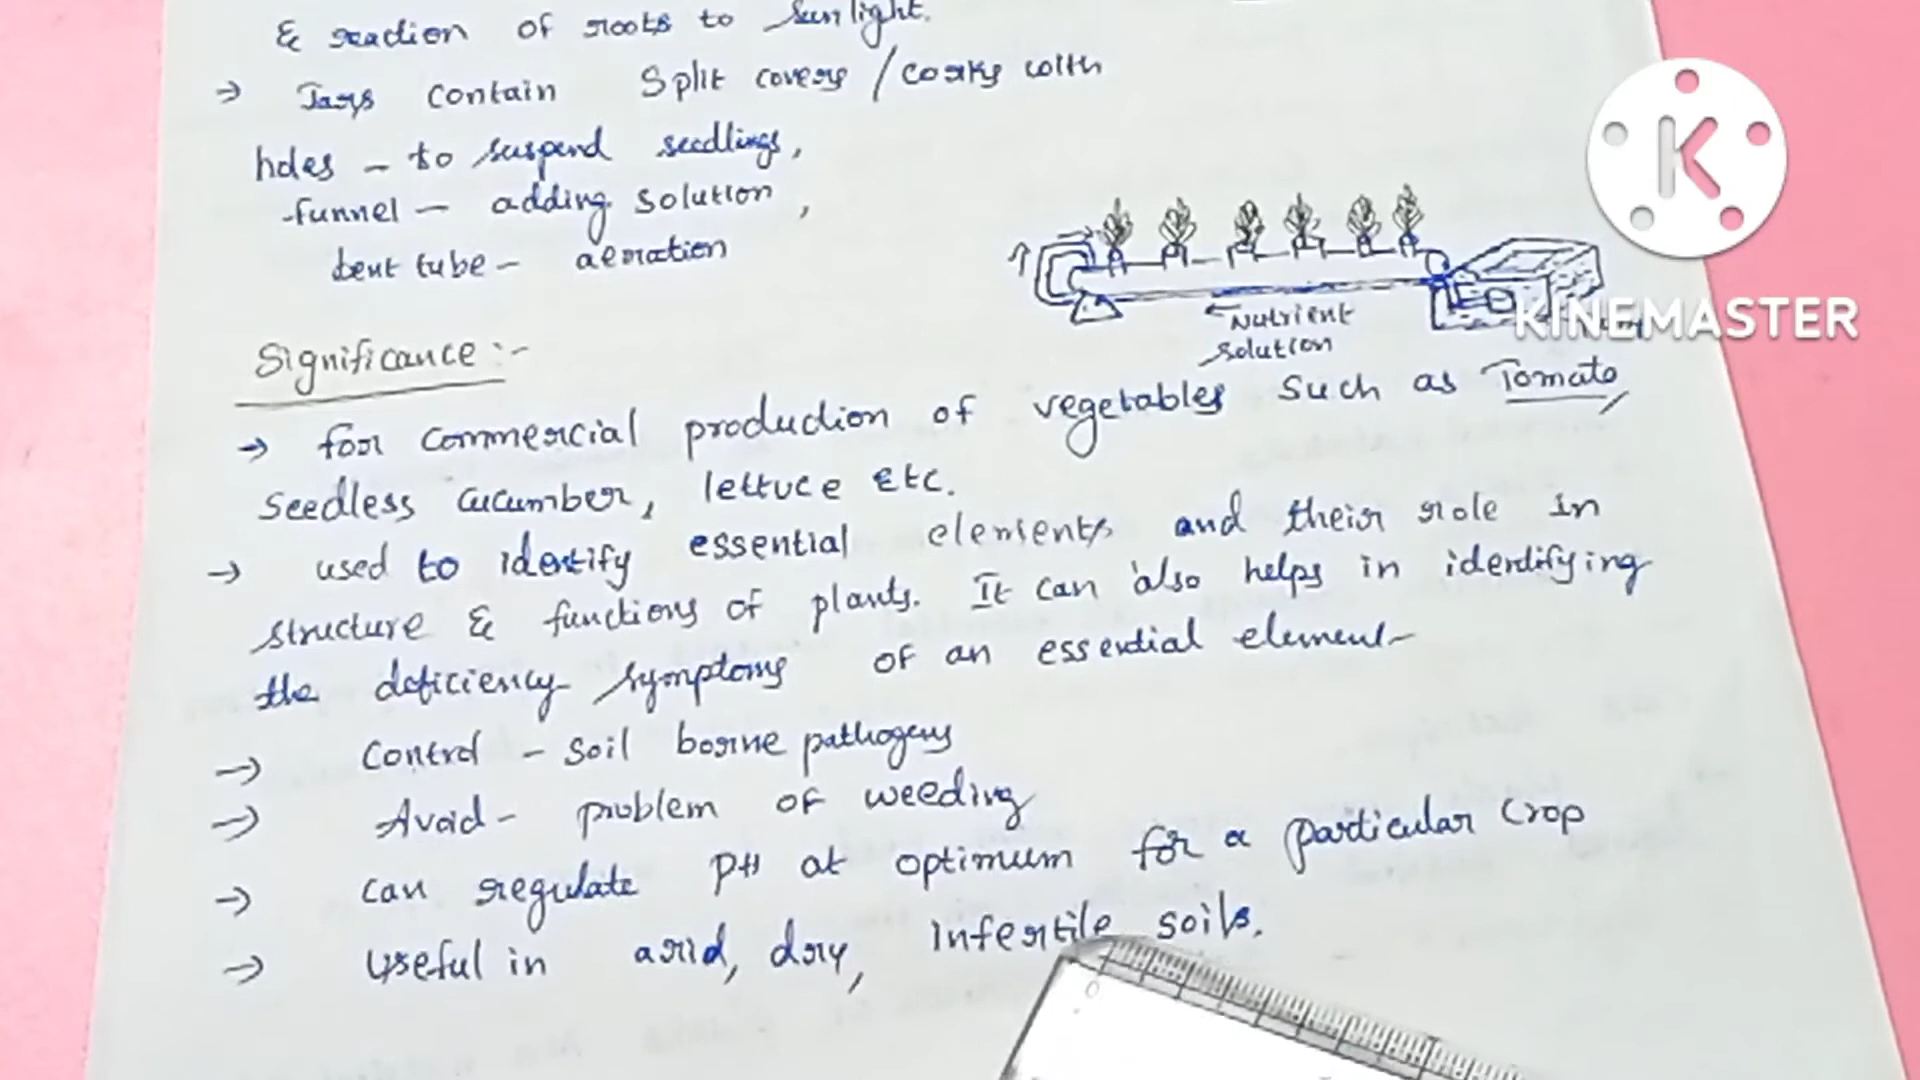 & reaction of roots to sunlight.
→ Jars contain Split covers / corks with
holes – to suspend seedlings,
funnel – adding solution,
bent tube – aeration
Nutrient
solution
Significance :-
→ for commercial production of vegetables such as Tomato,
Seedless cucumber, lettuce etc.
→ used to identify essential elements and their role in
structure & functions of plants. It can also helps in identifying
the deficiency symptoms of an essential element
→ Control – soil borne pathogens
→ Avoid – problem of weeding
→ can regulate pH at optimum for a particular crop
→ useful in arid, dry, infertile soils.
K
KINEMASTER
0